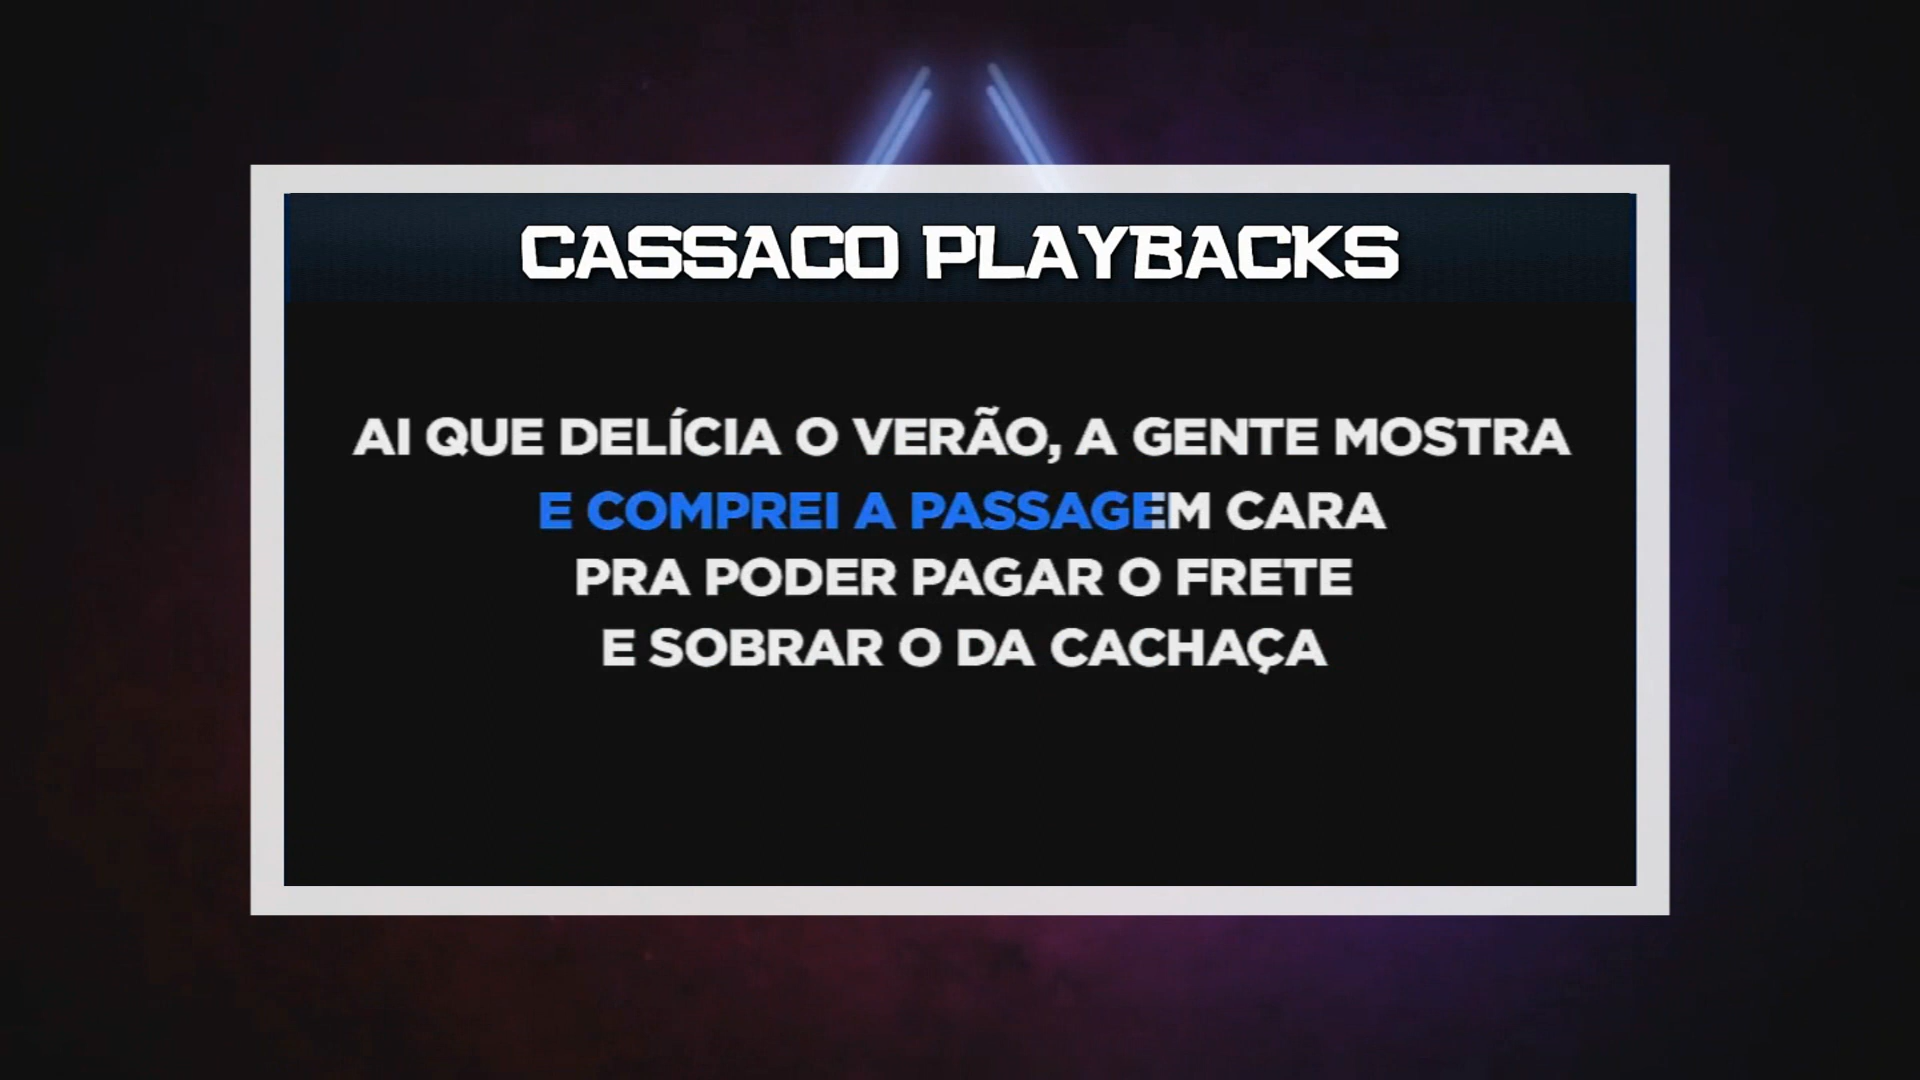 CASSACO PLAYBACKS
AI QUE DELÍCIA O VERÃO, A GENTE MOSTRA
E COMPREI A PASSAGEM CARA
PRA PODER PAGAR O FRETE
E SOBRAR O DA CACHAÇA